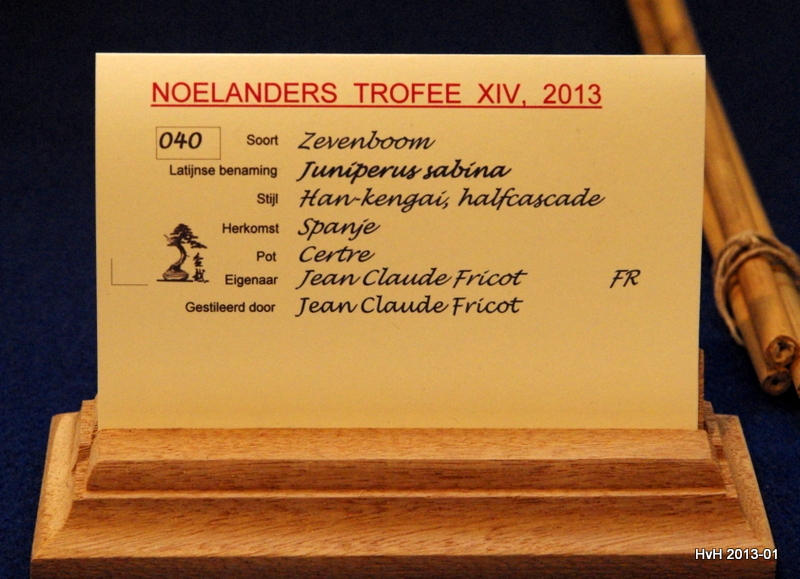 NOELANDERS TROFEE XIV, 2013
040 Soort Zevenboom
Latijnse benaming Juniperus sabina
Stijl Han-kengai, halfcascade
Herkomst Spanje
Pot Certre
Eigenaar Jean Claude Fricot FR
Gestileerd door Jean Claude Fricot
HvH 2013-01